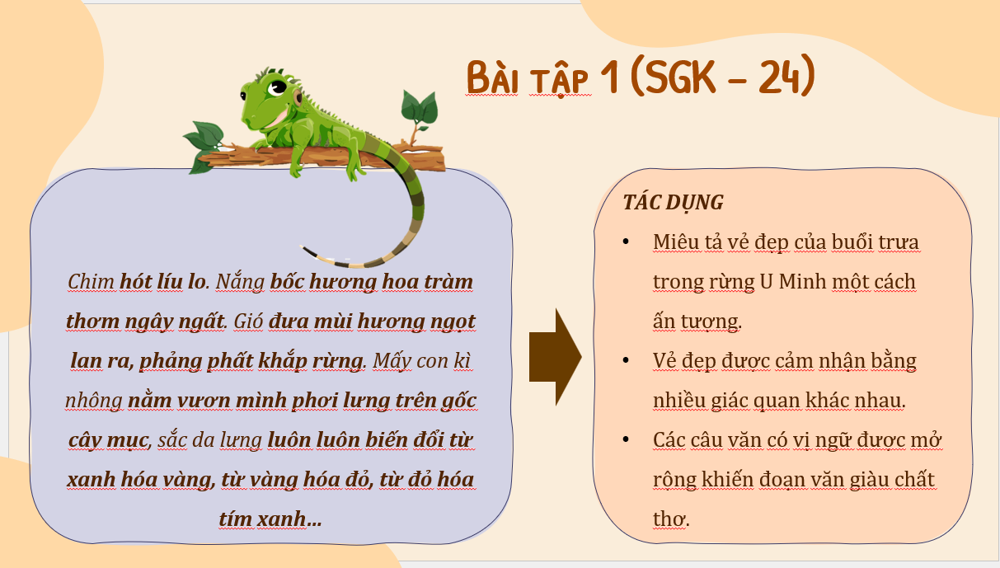 Bài tập 1 (SGK – 24)
Chim hót líu lo. Nắng bốc hương hoa tràm
thơm ngây ngất. Gió đưa mùi hương ngọt
lan ra, phảng phất khắp rừng. Mấy con kì
nhông nằm vươn mình phơi lưng trên gốc
cây mục, sắc da lưng luôn luôn biến đổi từ
xanh hóa vàng, từ vàng hóa đỏ, từ đỏ hóa
tím xanh...
TÁC DỤNG
• Miêu tả vẻ đẹp của buổi trưa
trong rừng U Minh một cách
ấn tượng.
• Vẻ đẹp được cảm nhận bằng
nhiều giác quan khác nhau.
• Các câu văn có vị ngữ được mở
rộng khiến đoạn văn giàu chất
thơ.